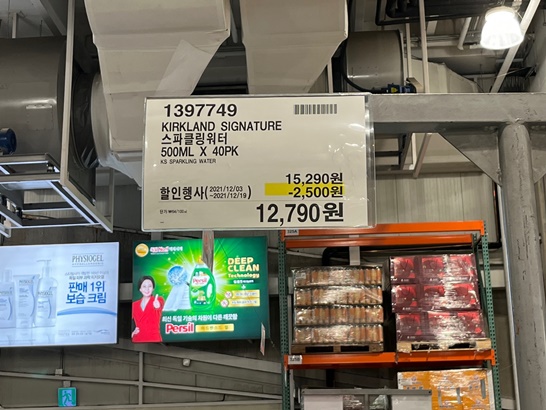 1397749
KIRKLAND SIGNATURE
스파클링워터
500ML X 40PK
KS SPARKLING WATER
15,290원
할인행사(2021/12/03 ~2021/12/19) -2,500원
12,790원
PHYSIOGEL
판매 1위
보습 크림
DEEP
CLEAN
Technology
Persil
Persil